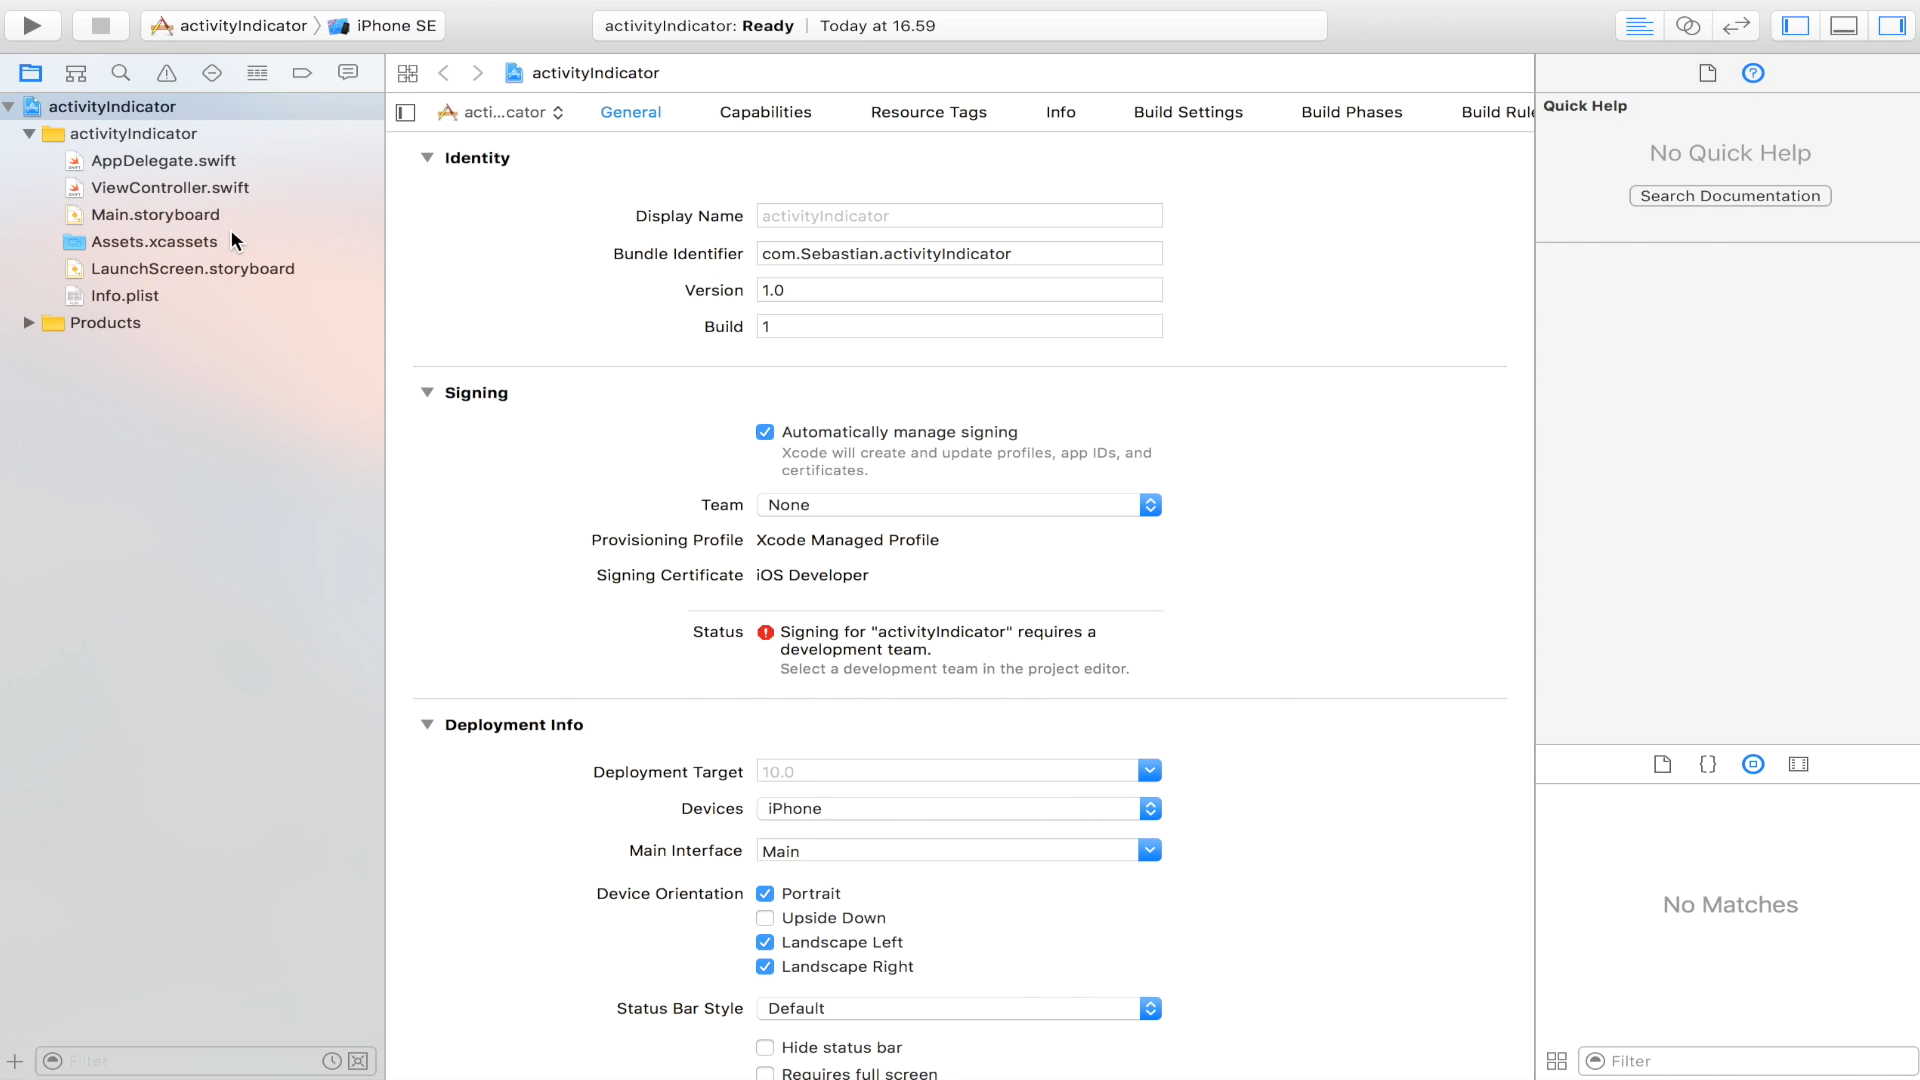 activityIndicator
iPhone SE
activityIndicator: Ready
Today at 16.59
activityIndicator
activityIndicator
AppDelegate.swift
ViewController.swift
Main.storyboard
Assets.xcassets
LaunchScreen.storyboard
Info.plist
Products
Filter
activityIndicator
acti...cator
General
Capabilities
Resource Tags
Info
Build Settings
Build Phases
Build Rule
Identity
Display Name
activityIndicator
Bundle Identifier
com.Sebastian.activityIndicator
Version
1.0
Build
1
Signing
Automatically manage signing
Xcode will create and update profiles, app IDs, and
certificates.
Team
None
Provisioning Profile
Xcode Managed Profile
Signing Certificate
iOS Developer
Status
Signing for "activityIndicator" requires a
development team.
Select a development team in the project editor.
Deployment Info
Deployment Target
10.0
Devices
iPhone
Main Interface
Main
Device Orientation
Portrait
Upside Down
Landscape Left
Landscape Right
Status Bar Style
Default
Hide status bar
Requires full screen
Quick Help
No Quick Help
Search Documentation
No Matches
Filter